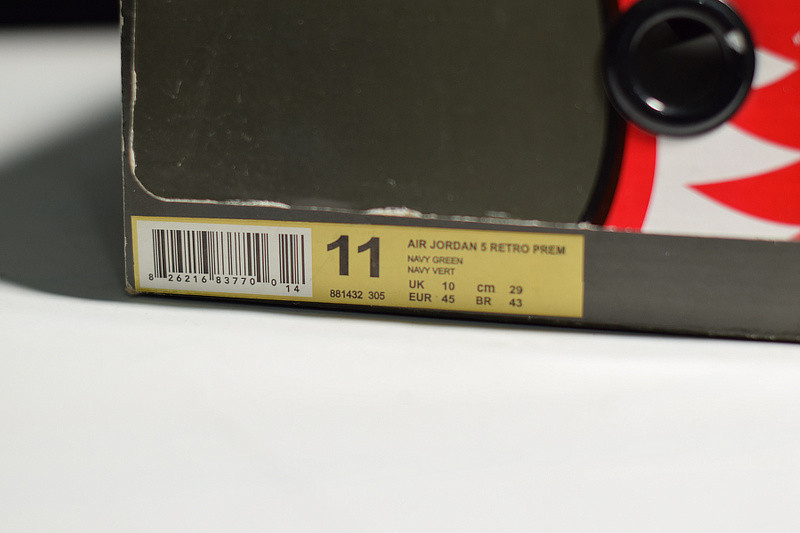 8 26216 83770 0
14
11
881432 305
AIR JORDAN 5 RETRO PREM
NAVY GREEN
NAVY VERT
UK 10 cm 29
EUR 45 BR 43